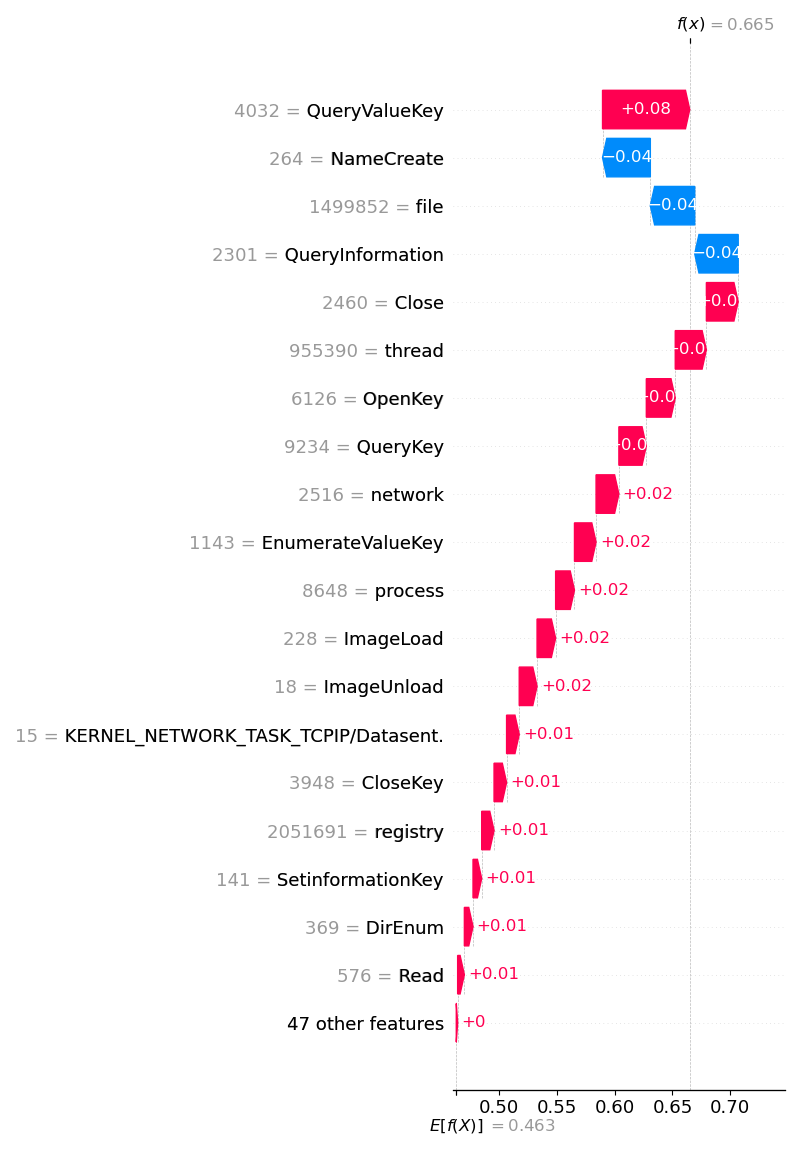 f(x) = 0.665
4032 = QueryValueKey +0.08
264 = NameCreate −0.04
1499852 = file −0.04
2301 = QueryInformation −0.04
2460 = Close
955390 = thread
6126 = OpenKey
9234 = QueryKey
2516 = network +0.02
1143 = EnumerateValueKey +0.02
8648 = process +0.02
228 = ImageLoad +0.02
18 = ImageUnload +0.02
15 = KERNEL_NETWORK_TASK_TCPIP/Datasent. +0.01
3948 = CloseKey +0.01
2051691 = registry +0.01
141 = SetinformationKey +0.01
369 = DirEnum +0.01
576 = Read +0.01
47 other features +0
0.50 0.55 0.60 0.65 0.70
E[f(X)] = 0.463